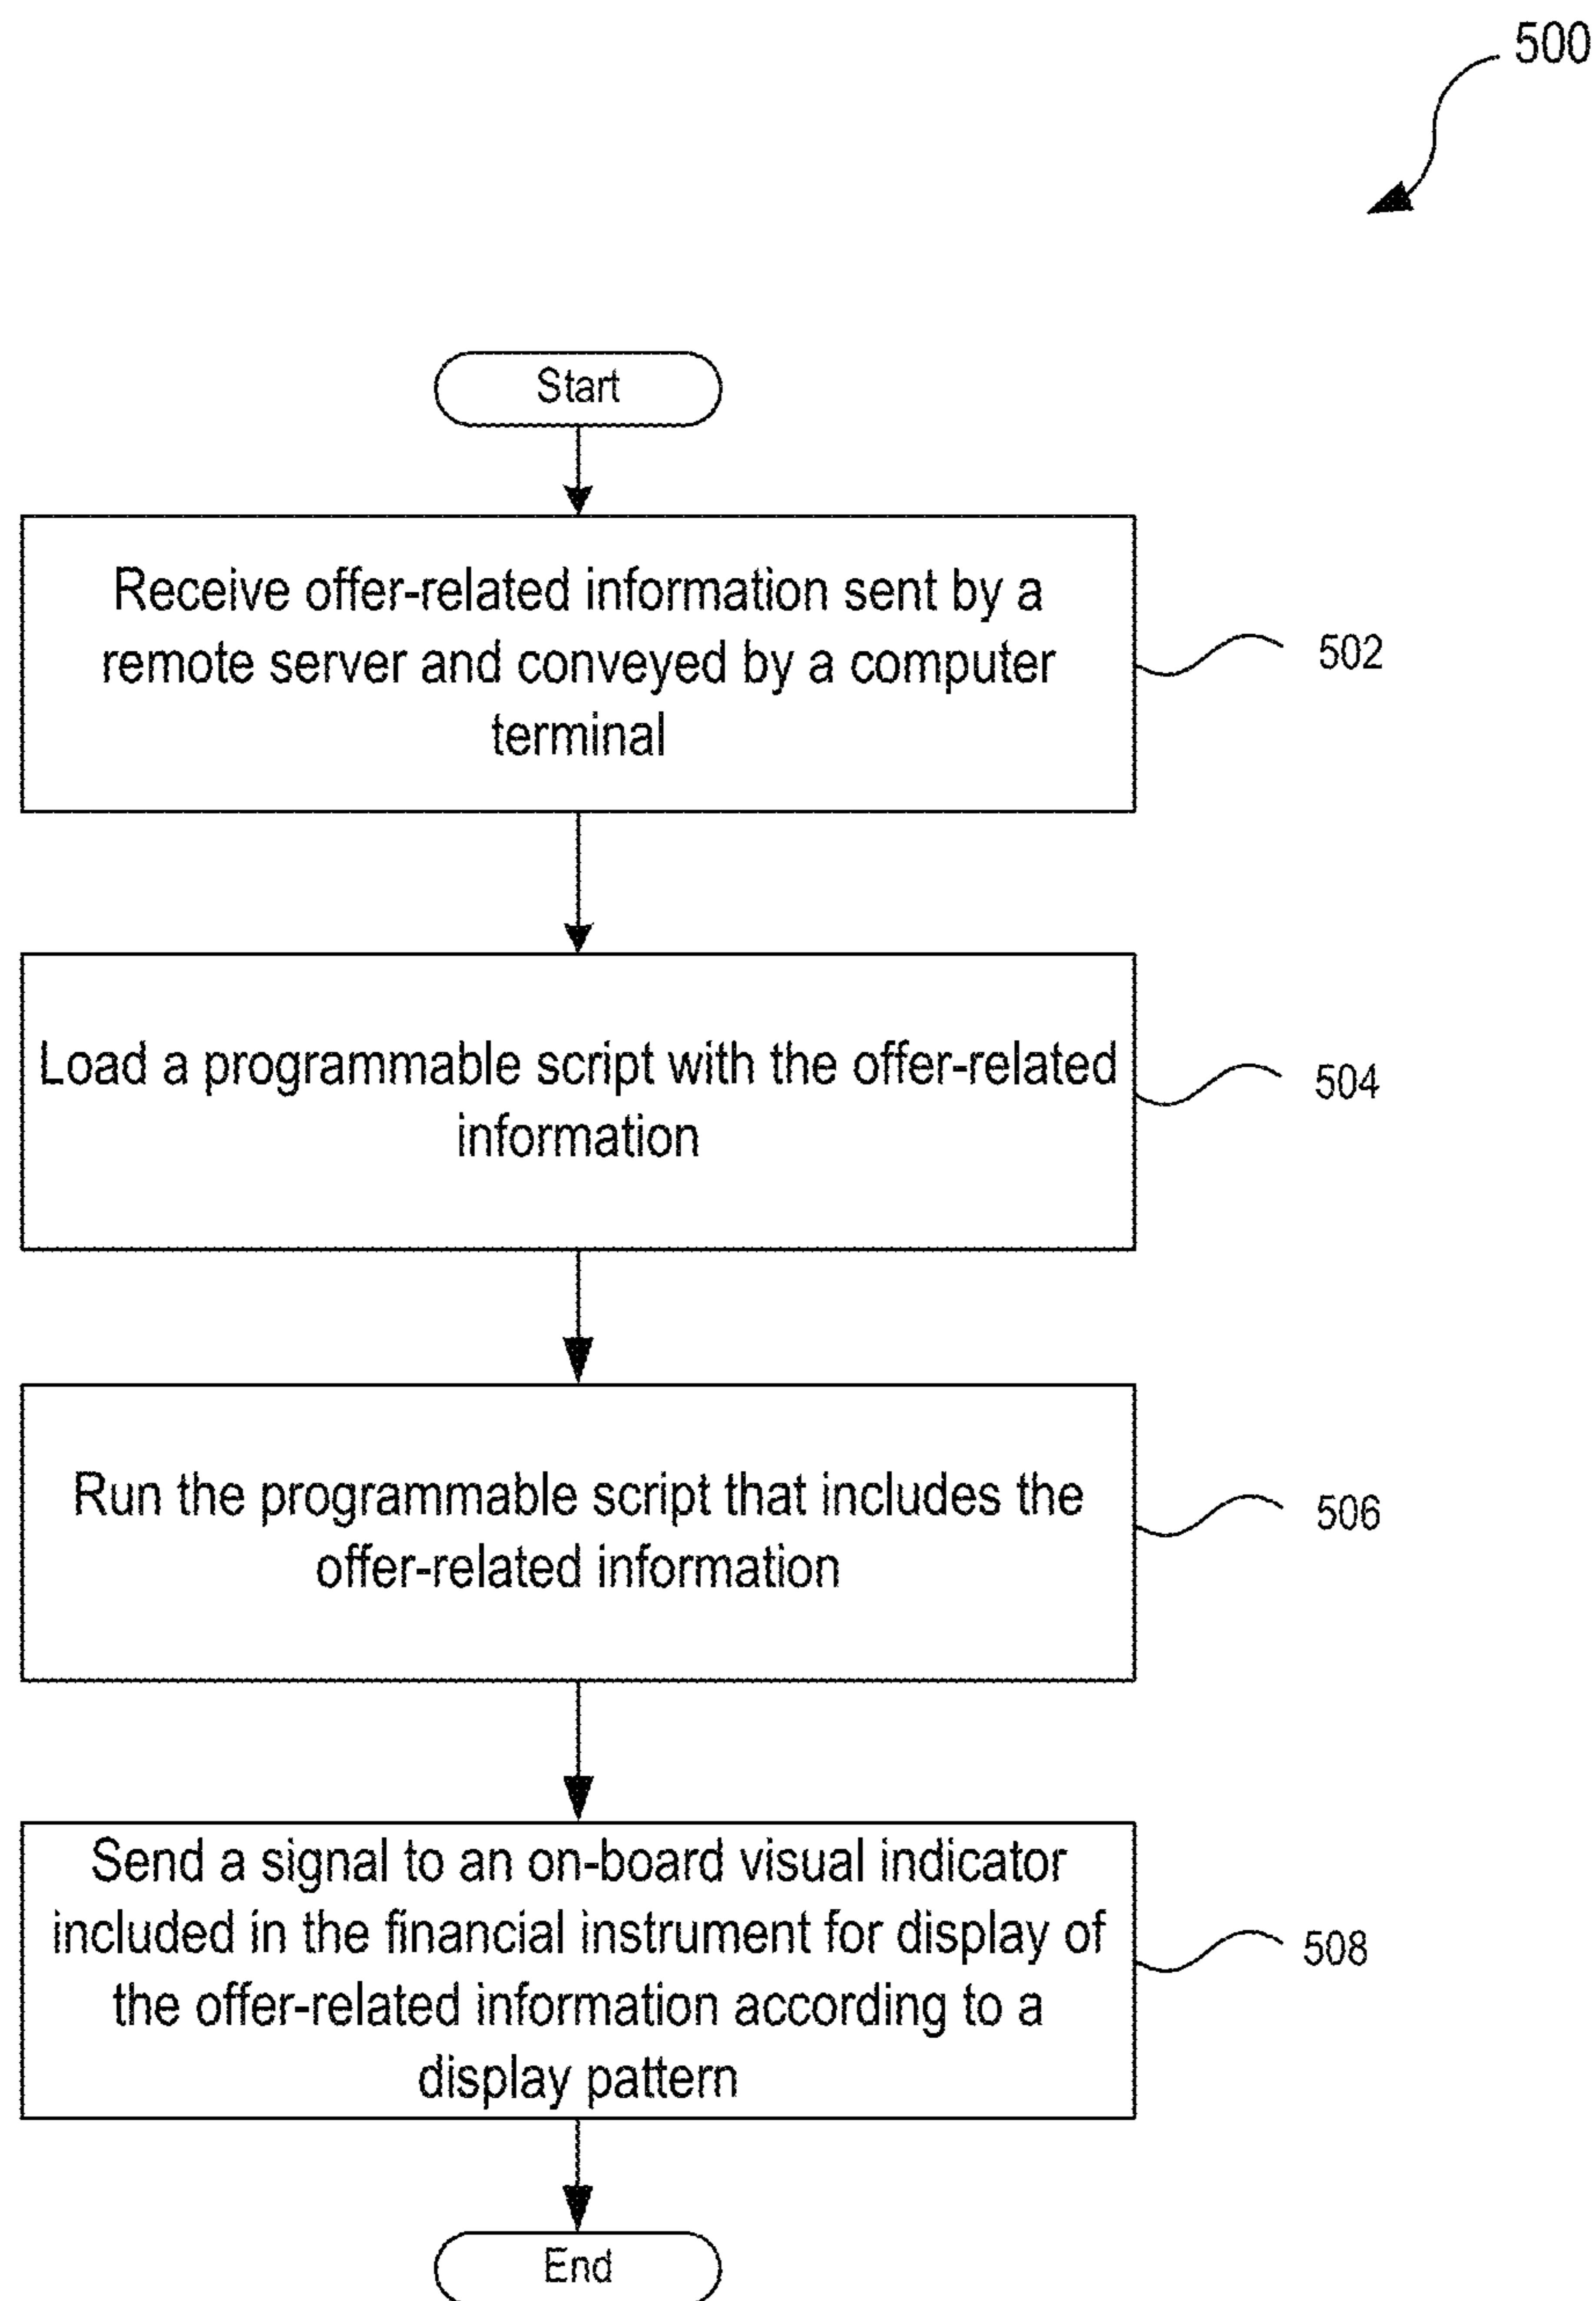 500
Start
Receive offer-related information sent by a
remote server and conveyed by a computer
terminal
502
Load a programmable script with the offer-related
information
504
Run the programmable script that includes the
offer-related information
506
Send a signal to an on-board visual indicator
included in the financial instrument for display of
the offer-related information according to a
display pattern
508
End